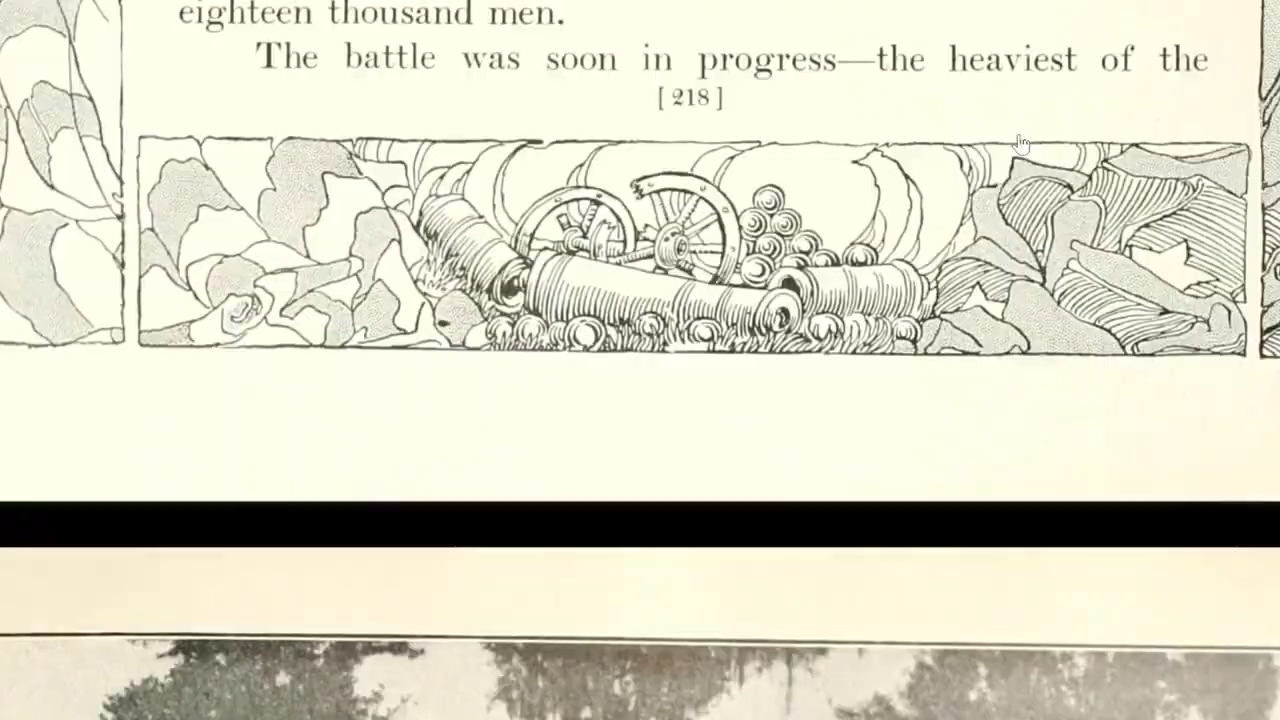 eighteen thousand men.
The battle was soon in progress—the heaviest of the
[ 218 ]